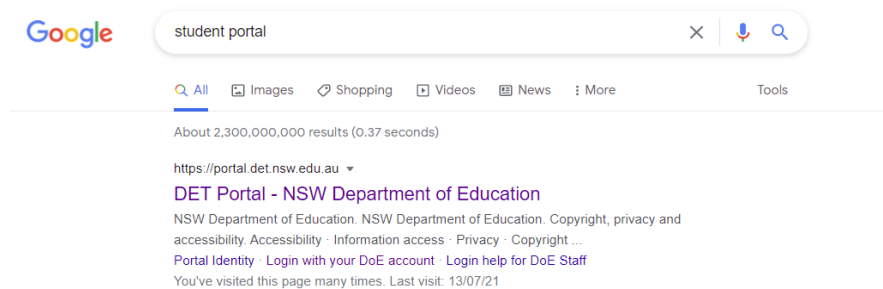 Google student portal
All Images Shopping Videos News More Tools
About 2,300,000,000 results (0.37 seconds)
https://portal.det.nsw.edu.au
DET Portal - NSW Department of Education
NSW Department of Education. NSW Department of Education. Copyright, privacy and
accessibility. Accessibility · Information access · Privacy · Copyright ...
Portal Identity · Login with your DoE account · Login help for DoE Staff
You've visited this page many times. Last visit: 13/07/21